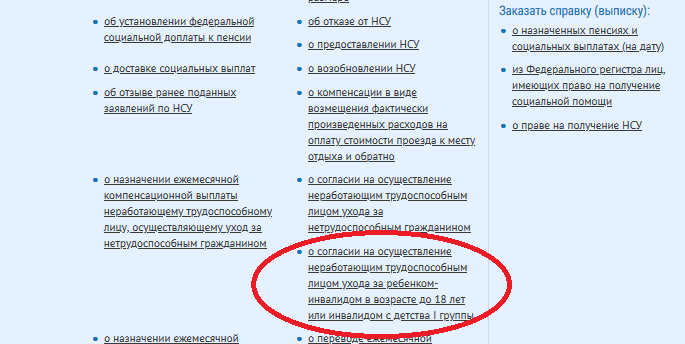 об установлении федеральной
социальной доплаты к пенсии
о доставке социальных выплат
об отзыве ранее поданных
заявлений по НСУ
о назначении ежемесячной
компенсационной выплаты
неработающему трудоспособному
лицу, осуществляющему уход за
нетрудоспособным гражданином
о назначении ежемесячной
об отказе от НСУ
о предоставлении НСУ
о возобновлении НСУ
о компенсации в виде
возмещения фактически
произведенных расходов на
оплату стоимости проезда к месту
отдыха и обратно
о согласии на осуществление
неработающим трудоспособным
лицом ухода за
нетрудоспособным гражданином
о согласии на осуществление
неработающим трудоспособным
лицом ухода за ребенком-
инвалидом в возрасте до 18 лет
или инвалидом с детства I группы
о переводе ежемесячной
Заказать справку (выписку):
о назначенных пенсиях и
социальных выплатах (на дату)
из Федерального регистра лиц,
имеющих право на получение
социальной помощи
о праве на получение НСУ